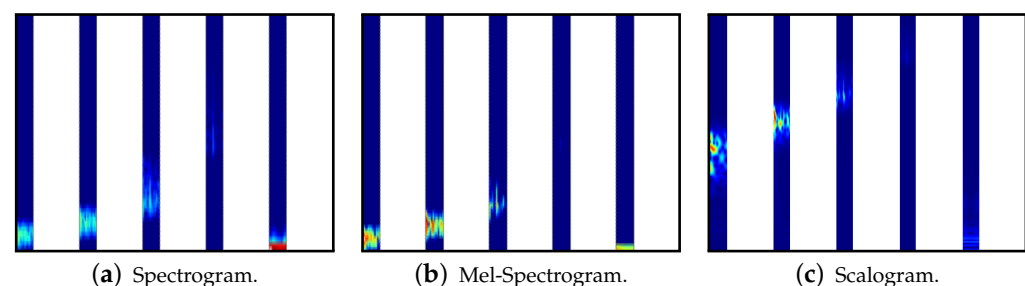 (a) Spectrogram.
(b) Mel-Spectrogram.
(c) Scalogram.